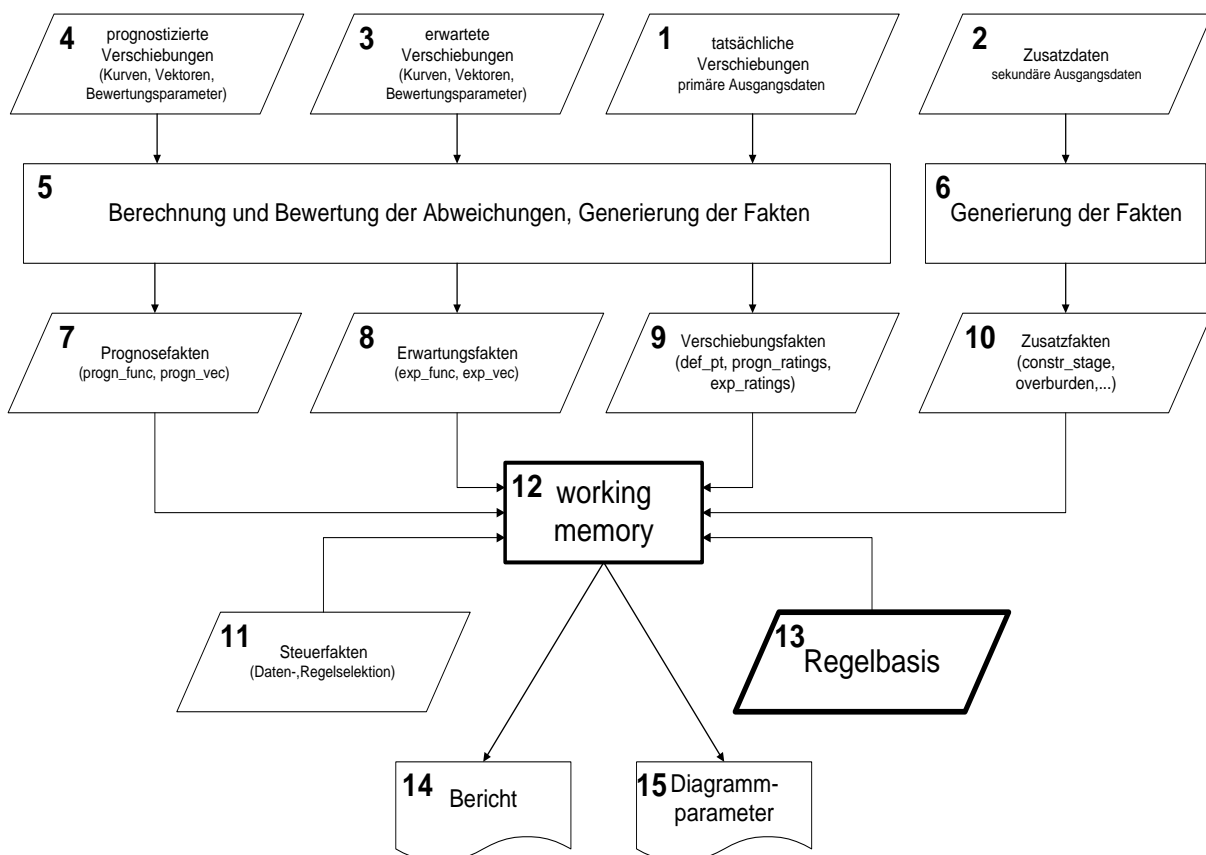 4
prognostizierte
Verschiebungen
(Kurven, Vektoren,
Bewertungsparameter)
3
erwartete
Verschiebungen
(Kurven, Vektoren,
Bewertungsparameter)
1
tatsächliche
Verschiebungen
primäre Ausgangsdaten
2
Zusatzdaten
sekundäre Ausgangsdaten
5
Berechnung und Bewertung der Abweichungen, Generierung der Fakten
6
Generierung der Fakten
7
Prognosefakten
(progn_func, progn_vec)
8
Erwartungsfakten
(exp_func, exp_vec)
9
Verschiebungsfakten
(def_pt, progn_ratings,
exp_ratings)
10
Zusatzfakten
(constr_stage,
overburden,...)
12
working
memory
11
Steuerfakten
(Daten-,Regelselektion)
13
Regelbasis
14
Bericht
15
Diagramm-
parameter